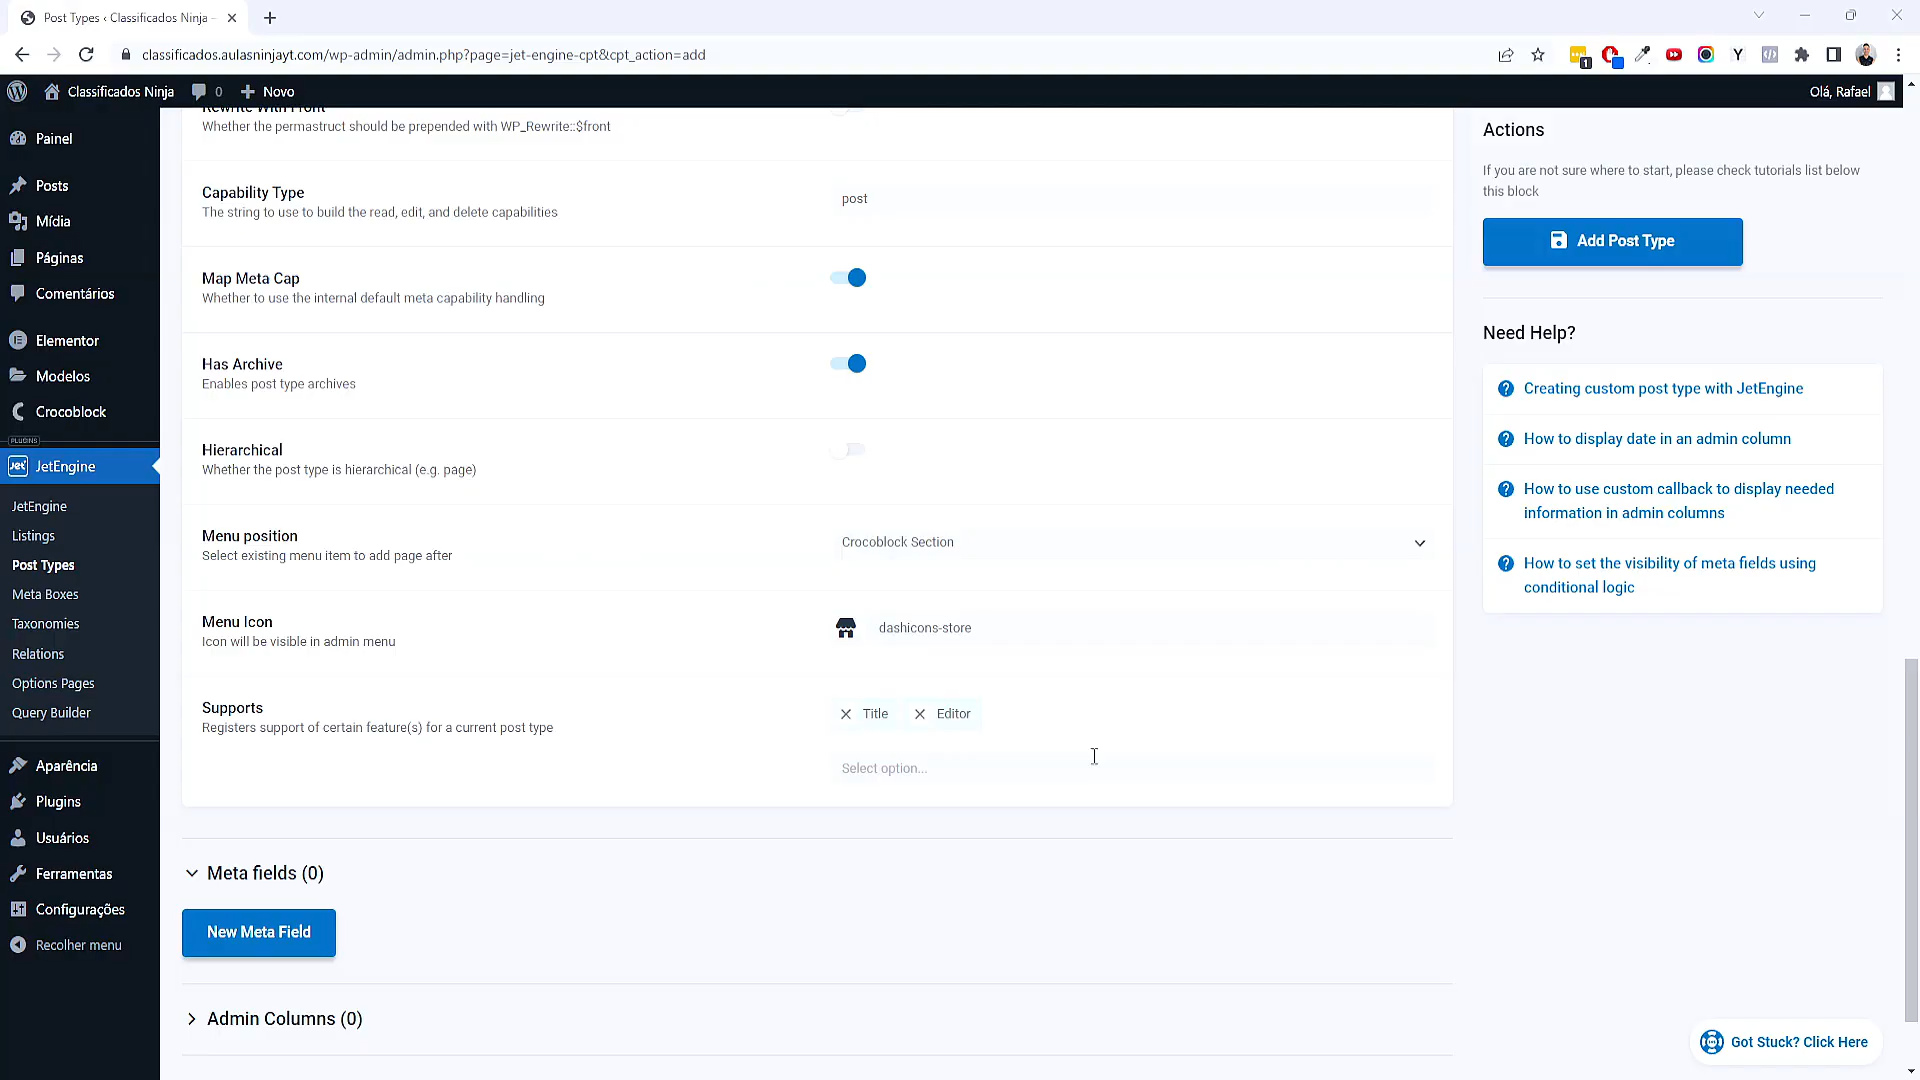 Post Types ‹ Classificados Ninja –
classificados.aulasninjayt.com/wp-admin/admin.php?page=jet-engine-cpt&cpt_action=add
1
Y
Classificados Ninja
0
Novo
Olá, Rafael
Painel
Posts
Mídia
Páginas
Comentários
Elementor
Modelos
Crocoblock
PLUGINS
Jet
JetEngine
JetEngine
Listings
Post Types
Meta Boxes
Taxonomies
Relations
Options Pages
Query Builder
Aparência
Plugins
Usuários
Ferramentas
Configurações
Recolher menu
Rewrite With Front
Whether the permastruct should be prepended with WP_Rewrite::$front
Capability Type
The string to use to build the read, edit, and delete capabilities
post
Map Meta Cap
Whether to use the internal default meta capability handling
Has Archive
Enables post type archives
Hierarchical
Whether the post type is hierarchical (e.g. page)
Menu position
Select existing menu item to add page after
Crocoblock Section
Menu Icon
Icon will be visible in admin menu
dashicons-store
Supports
Registers support of certain feature(s) for a current post type
Title
Editor
Select option...
Meta fields (0)
New Meta Field
Admin Columns (0)
Actions
If you are not sure where to start, please check tutorials list below
this block
Add Post Type
Need Help?
Creating custom post type with JetEngine
How to display date in an admin column
How to use custom callback to display needed
information in admin columns
How to set the visibility of meta fields using
conditional logic
Got Stuck? Click Here